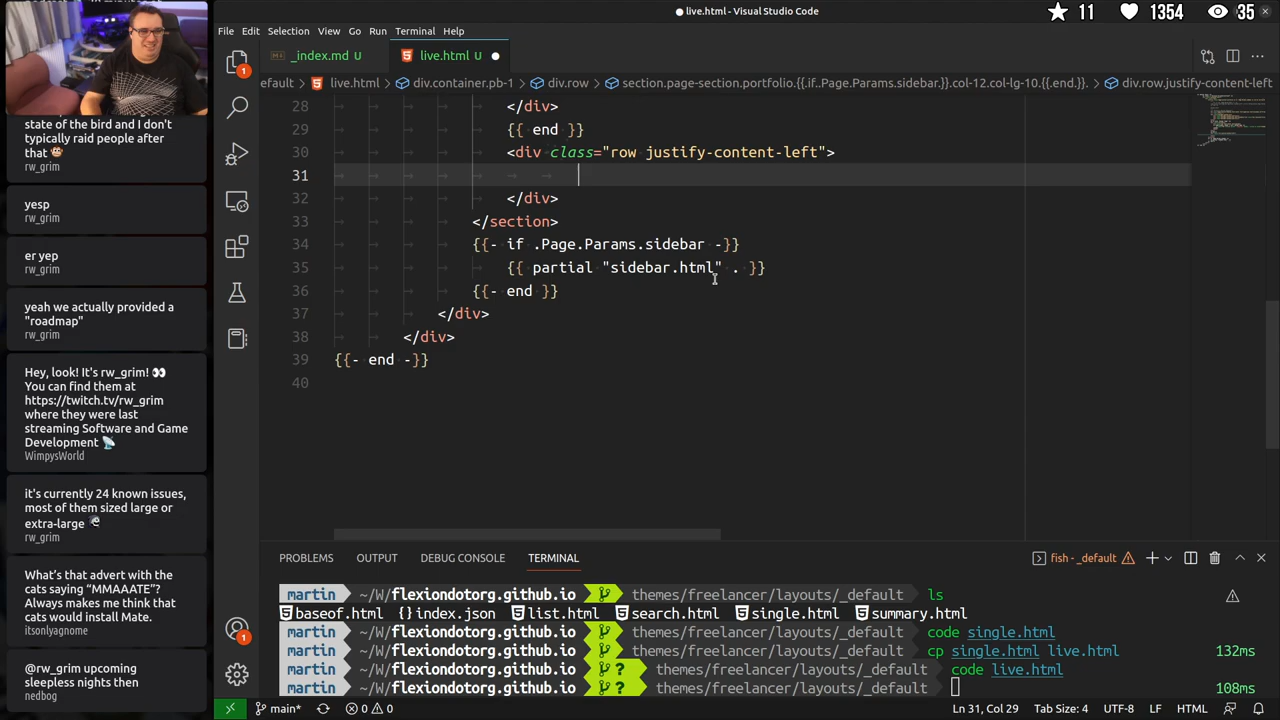 live.html - Visual Studio Code
11
1354
35
File Edit Selection View Go Run Terminal Help
_index.md U
live.html U
efault live.html div.container.pb-1 div.row section.page-section.portfolio.{{.if..Page.Params.sidebar.}}.col-12.col-lg-10.{{.end.}}. div.row.justify-content-left
state of the bird and I don't
typically raid people after
that
rw_grim
yesp
rw_grim
er yep
rw_grim
yeah we actually provided a
"roadmap"
rw_grim
Hey, look! It's rw_grim!
You can find them at
https://twitch.tv/rw_grim
where they were last
streaming Software and Game
Development
WimpysWorld
it's currently 24 known issues,
most of them sized large or
extra-large
rw_grim
What's that advert with the
cats saying “MMAAATE”?
Always makes me think that
cats would install Mate.
itsonlyagnome
@rw_grim upcoming
sleepless nights then
nedbog
1
1
28 </div>
29 {{ end }}
30 <div class="row justify-content-left">
31
32 </div>
33 </section>
34 {{- if .Page.Params.sidebar -}}
35 {{ partial "sidebar.html" . }}
36 {{- end }}
37 </div>
38 </div>
39 {{- end -}}
40
PROBLEMS OUTPUT DEBUG CONSOLE TERMINAL
fish - _default
martin ~/W/flexiondotorg.github.io themes/freelancer/layouts/_default ls
baseof.html index.json list.html search.html single.html summary.html
martin ~/W/flexiondotorg.github.io themes/freelancer/layouts/_default code single.html
martin ~/W/flexiondotorg.github.io themes/freelancer/layouts/_default cp single.html live.html 132ms
martin ~/W/flexiondotorg.github.io ? themes/freelancer/layouts/_default code live.html
martin ~/W/flexiondotorg.github.io ? themes/freelancer/layouts/_default 108ms
main* 0 0 Ln 31, Col 29 Tab Size: 4 UTF-8 LF HTML